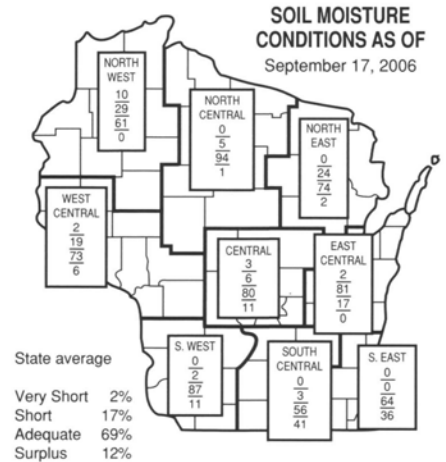 SOIL MOISTURE
CONDITIONS AS OF
September 17, 2006
NORTH
WEST
10
29
61
0
NORTH
CENTRAL
0
5
94
1
NORTH
EAST
0
24
74
2
WEST
CENTRAL
2
19
73
6
CENTRAL
3
6
80
11
EAST
CENTRAL
2
81
17
0
S. WEST
0
2
87
11
SOUTH
CENTRAL
0
3
56
41
S. EAST
0
0
64
36
State average
Very Short 2%
Short 17%
Adequate 69%
Surplus 12%